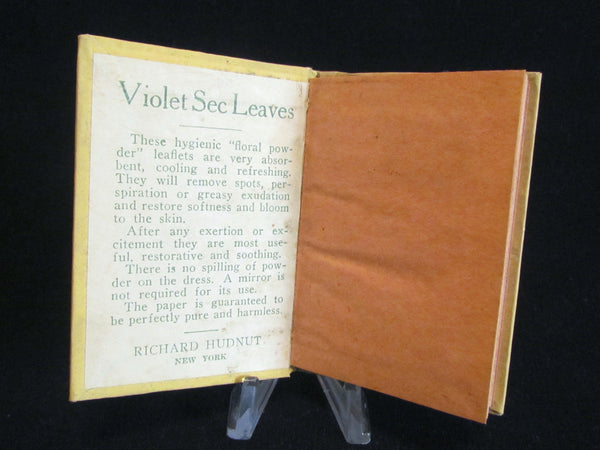 Violet Sec Leaves
These hygienic "floral pow-
der" leaflets are very absor-
bent, cooling and refreshing.
They will remove spots, per-
spiration or greasy exudation
and restore softness and bloom
to the skin.
After any exertion or ex-
citement they are most use-
ful, restorative and soothing.
There is no spilling of pow-
der on the dress. A mirror is
not required for its use.
The paper is guaranteed to
be perfectly pure and harmless.
RICHARD HUDNUT
NEW YORK